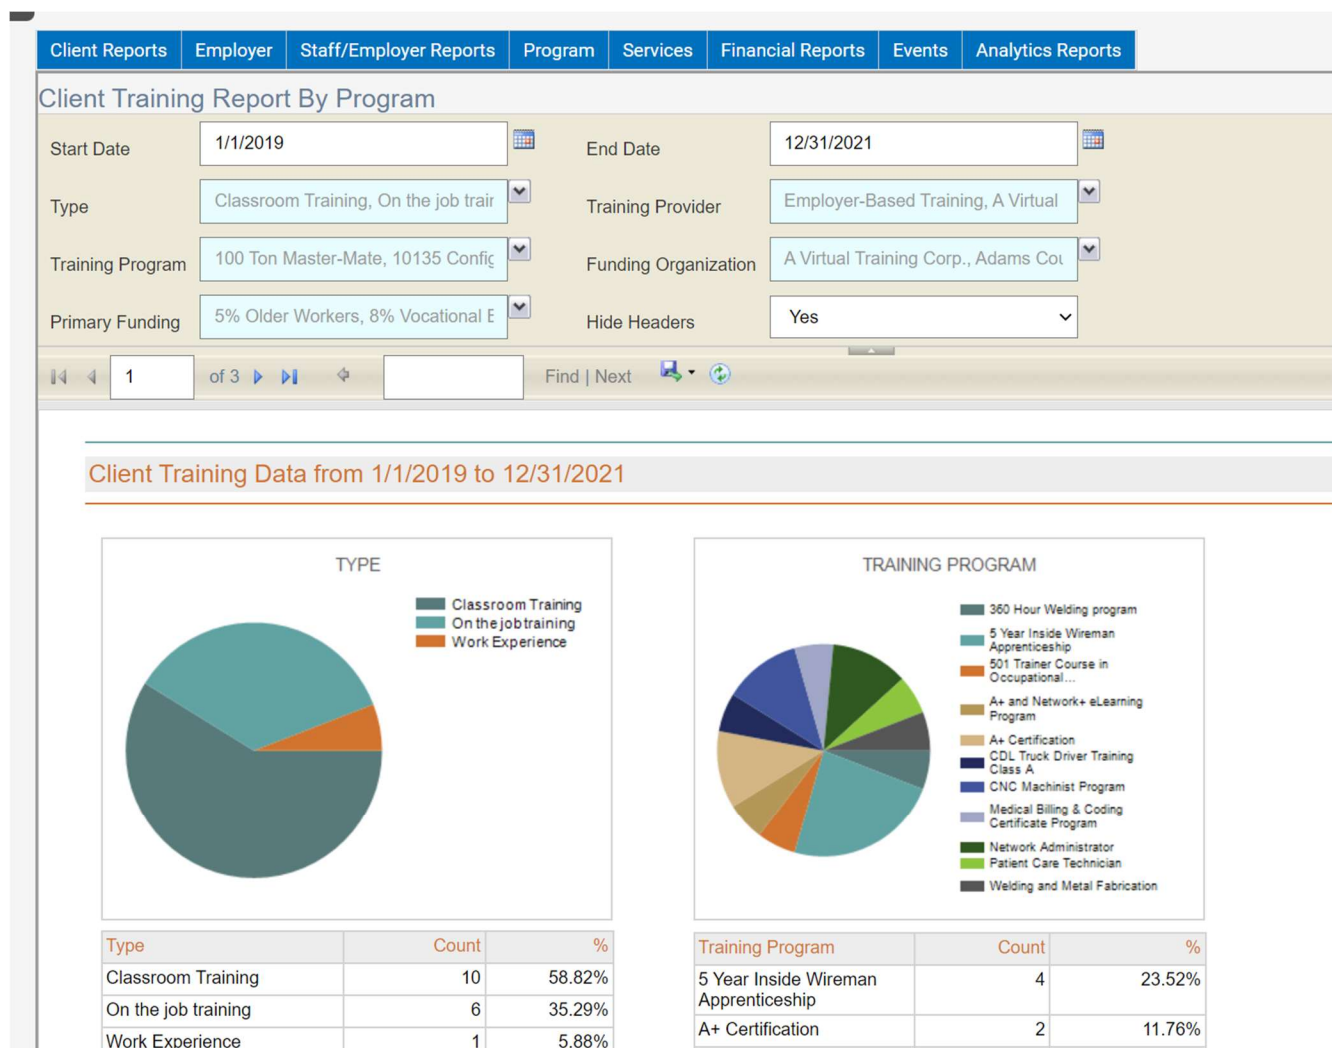 Client Reports Employer Staff/Employer Reports Program Services Financial Reports Events Analytics Reports
Client Training Report By Program
Start Date 1/1/2019 End Date 12/31/2021
Type Classroom Training, On the job train Training Provider Employer-Based Training, A Virtual
Training Program 100 Ton Master-Mate, 10135 Config Funding Organization A Virtual Training Corp., Adams Cou
Primary Funding 5% Older Workers, 8% Vocational E Hide Headers Yes
1 of 3 Find | Next
Client Training Data from 1/1/2019 to 12/31/2021
TYPE
Classroom Training
On the job training
Work Experience
TRAINING PROGRAM
360 Hour Welding program
5 Year Inside Wireman
Apprenticeship
501 Trainer Course in
Occupational...
A+ and Network+ eLearning
Program
A+ Certification
CDL Truck Driver Training
Class A
CNC Machinist Program
Medical Billing & Coding
Certificate Program
Network Administrator
Patient Care Technician
Welding and Metal Fabrication
Type Count %
Classroom Training 10 58.82%
On the job training 6 35.29%
Work Experience 1 5.88%
Training Program Count %
5 Year Inside Wireman 4 23.52%
Apprenticeship
A+ Certification 2 11.76%